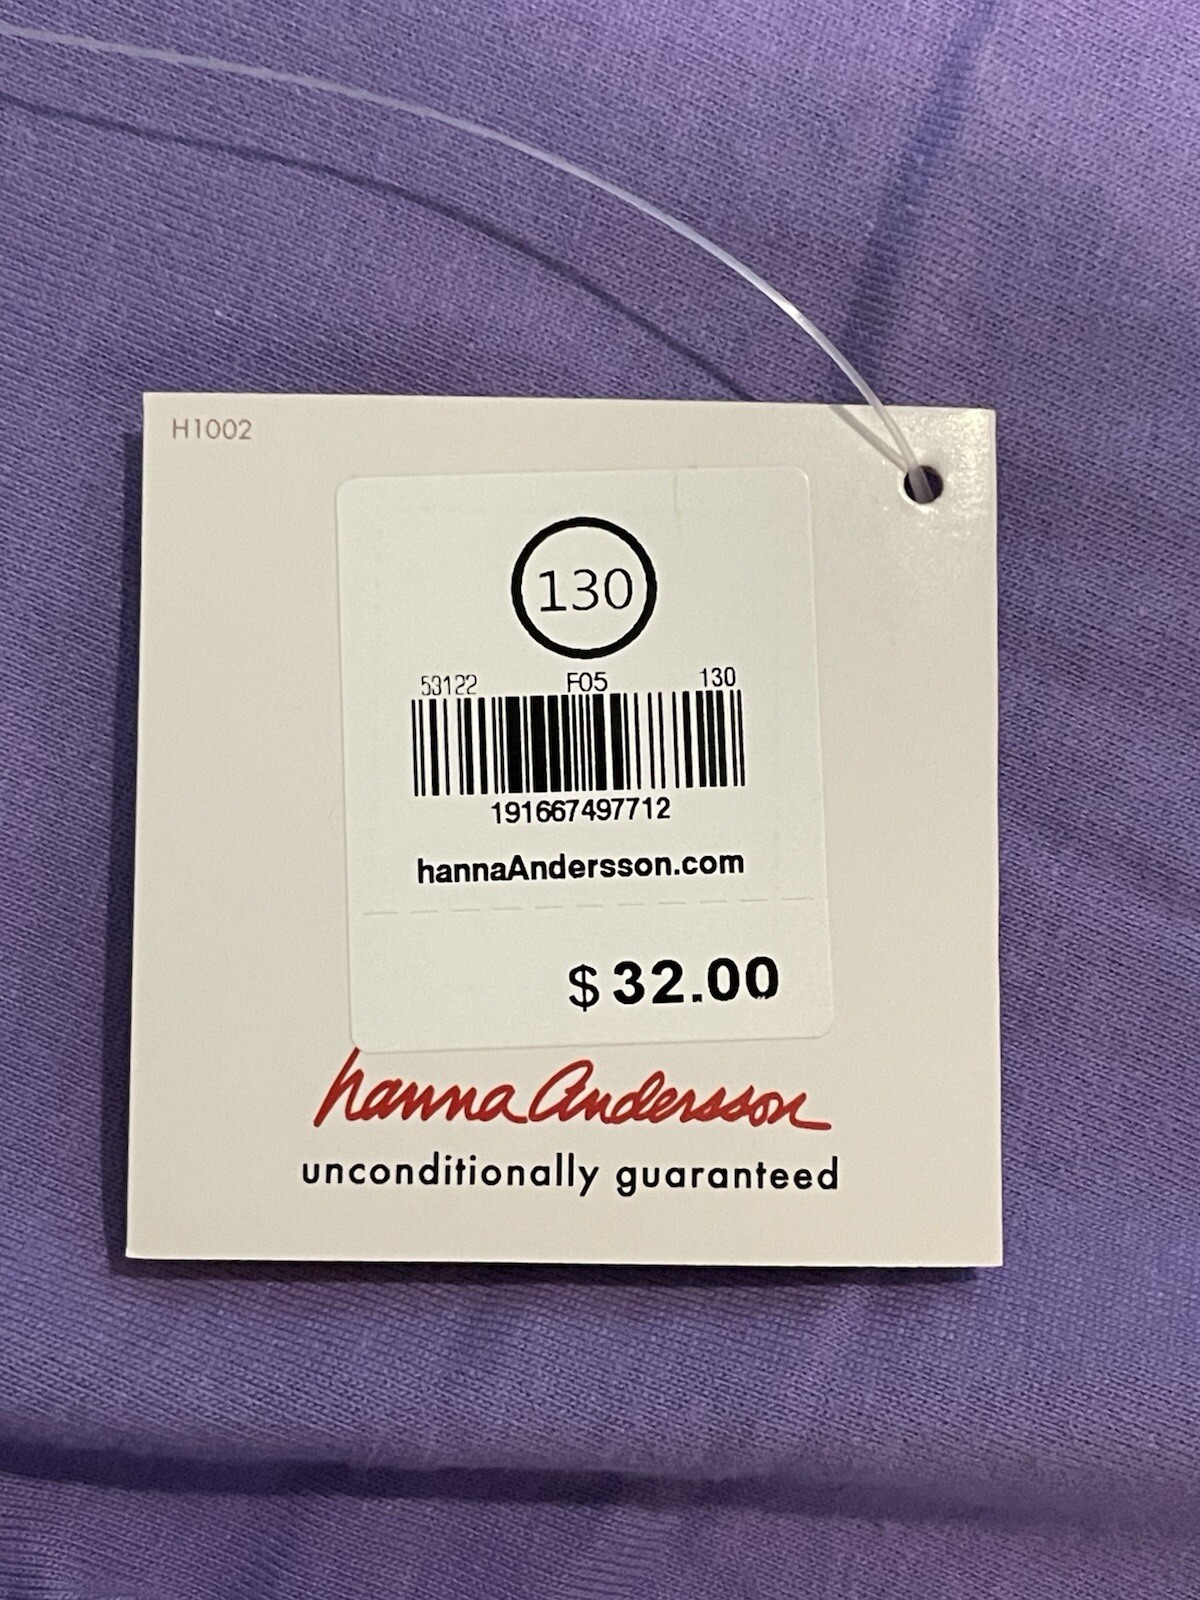 H1002
130
53122 F05 130
191667497712
hannaAndersson.com
$32.00
hanna Andersson
unconditionally guaranteed